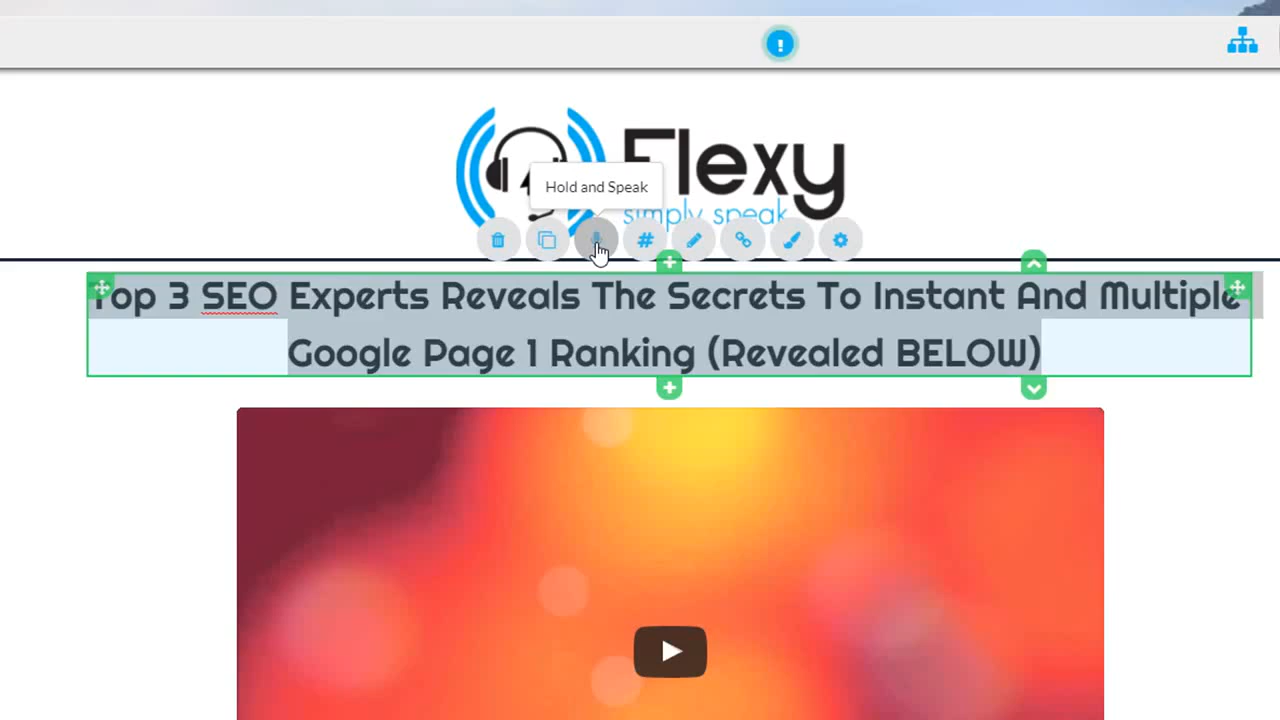 Flexy
simply speak
Hold and Speak
Top 3 SEO Experts Reveals The Secrets To Instant And Multiple
Google Page 1 Ranking (Revealed BELOW)